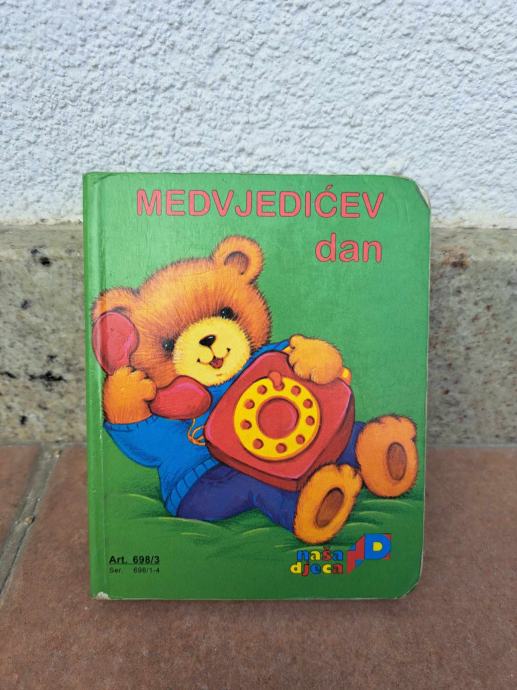 MEDVJEDIĆEV
dan
Art. 698/3
Ser. 698/1-4
naša
djeca
D